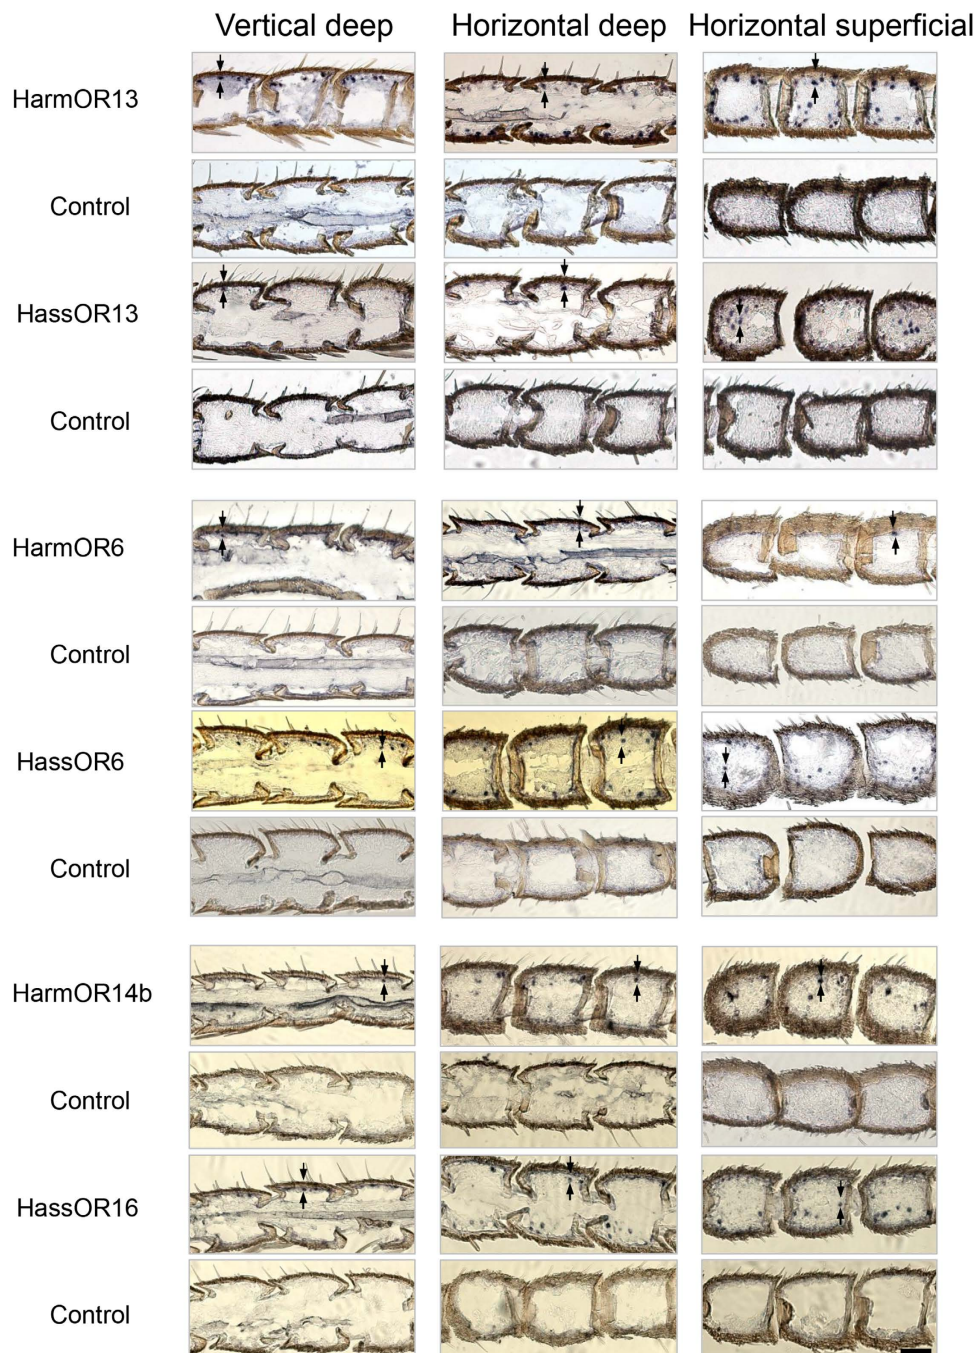 Vertical deep Horizontal deep Horizontal superficial
HarmOR13
Control
HassOR13
Control
HarmOR6
Control
HassOR6
Control
HarmOR14b
Control
HassOR16
Control